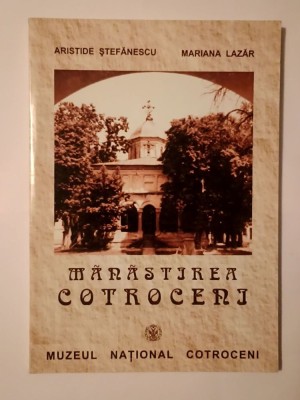 ARISTIDE ŞTEFĂNESCU MARIANA LAZĂR
MĂNĂSTIREA
COTROCENI
MUZEUL NAŢIONAL COTROCENI